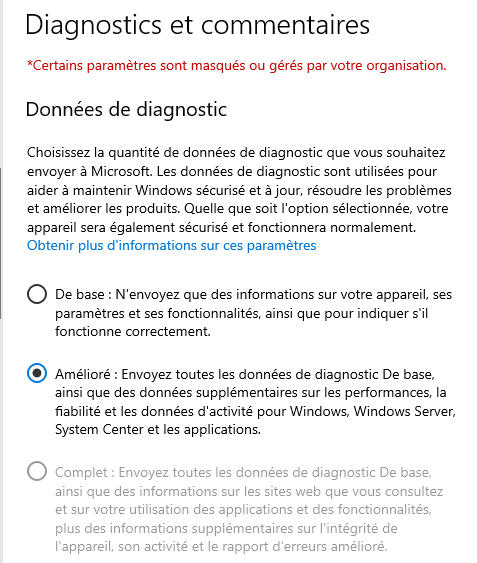 Diagnostics et commentaires
*Certains paramètres sont masqués ou gérés par votre organisation.
Données de diagnostic
Choisissez la quantité de données de diagnostic que vous souhaitez
envoyer à Microsoft. Les données de diagnostic sont utilisées pour
aider à maintenir Windows sécurisé et à jour, résoudre les problèmes
et améliorer les produits. Quelle que soit l'option sélectionnée, votre
appareil sera également sécurisé et fonctionnera normalement.
Obtenir plus d'informations sur ces paramètres
De base : N'envoyez que des informations sur votre appareil, ses
paramètres et ses fonctionnalités, ainsi que pour indiquer s'il
fonctionne correctement.
Amélioré : Envoyez toutes les données de diagnostic De base,
ainsi que des données supplémentaires sur les performances, la
fiabilité et les données d'activité pour Windows, Windows Server,
System Center et les applications.
Complet : Envoyez toutes les données de diagnostic De base,
ainsi que des informations sur les sites web que vous consultez
et sur votre utilisation des applications et des fonctionnalités,
plus des informations supplémentaires sur l'intégrité de
l'appareil, son activité et le rapport d'erreurs amélioré.